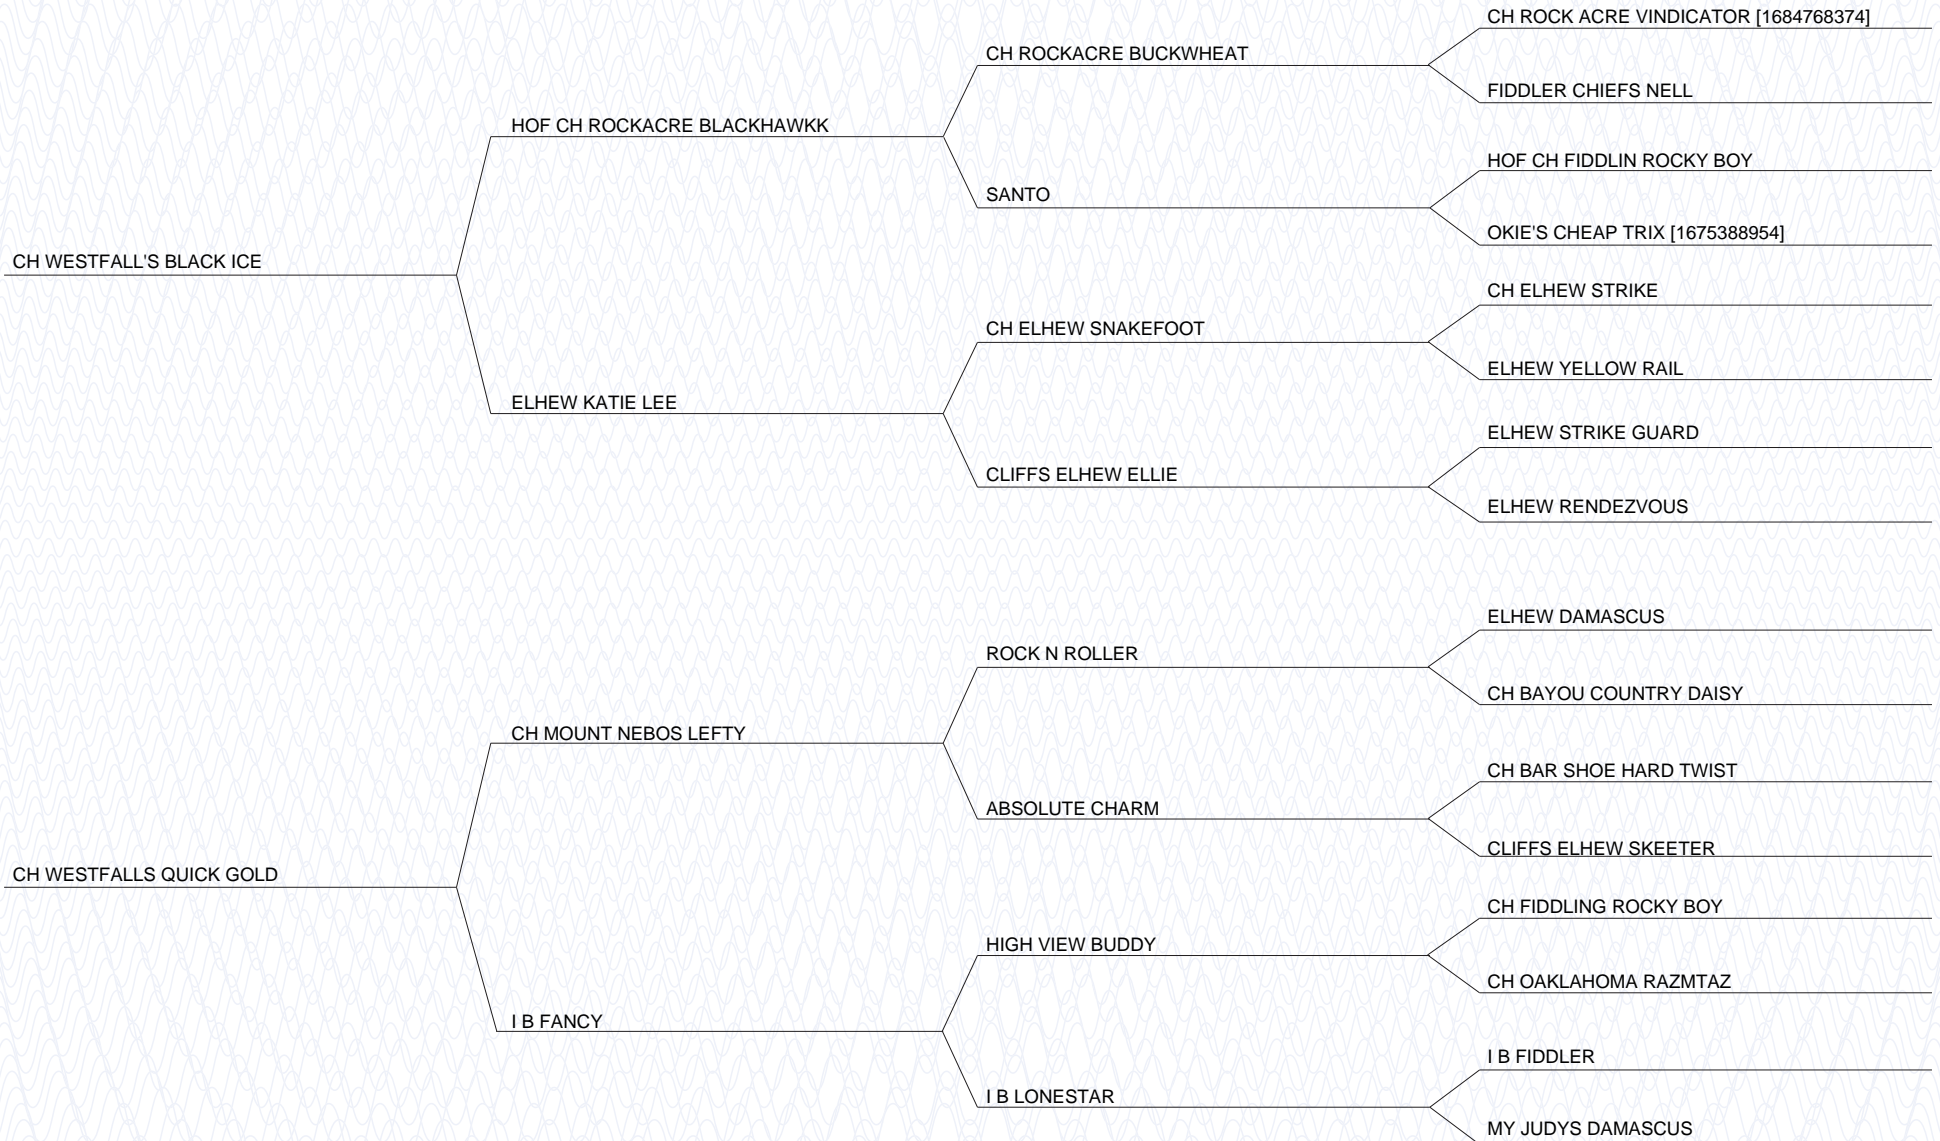 CH ROCK ACRE VINDICATOR [1684768374]
CH ROCKACRE BUCKWHEAT
FIDDLER CHIEFS NELL
HOF CH ROCKACRE BLACKHAWKK
HOF CH FIDDLIN ROCKY BOY
SANTO
OKIE'S CHEAP TRIX [1675388954]
CH WESTFALL'S BLACK ICE
CH ELHEW STRIKE
CH ELHEW SNAKEFOOT
ELHEW YELLOW RAIL
ELHEW KATIE LEE
ELHEW STRIKE GUARD
CLIFFS ELHEW ELLIE
ELHEW RENDEZVOUS
ELHEW DAMASCUS
ROCK N ROLLER
CH BAYOU COUNTRY DAISY
CH MOUNT NEBOS LEFTY
CH BAR SHOE HARD TWIST
ABSOLUTE CHARM
CLIFFS ELHEW SKEETER
CH WESTFALLS QUICK GOLD
CH FIDDLING ROCKY BOY
HIGH VIEW BUDDY
CH OAKLAHOMA RAZMTAZ
I B FANCY
I B FIDDLER
I B LONESTAR
MY JUDYS DAMASCUS